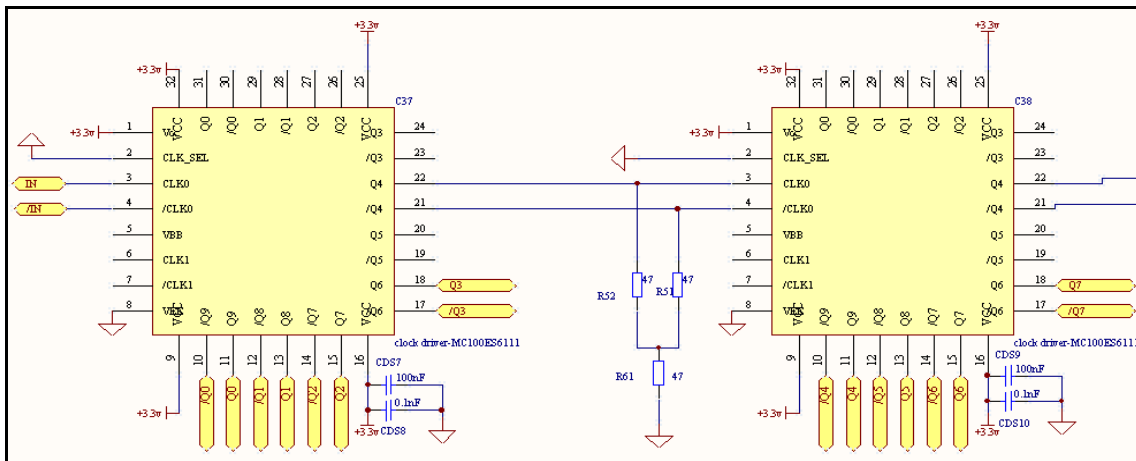 +3.3v +3.3v
+3.3v 32 31 30 29 28 27 26 25 +3.3v 32 31 30 29 28 27 26 25
C37 C38
VCC Q0 /Q0 Q1 /Q1 Q2 /Q2 VCC VCC Q0 /Q0 Q1 /Q1 Q2 /Q2 VCC
+3.3v 1 Q3 24 +3.3v 1 Q3 24
2 CLK_SEL /Q3 23 2 CLK_SEL /Q3 23
IN 3 CLK0 Q4 22 3 CLK0 Q4 22
/IN 4 /CLK0 /Q4 21 4 /CLK0 /Q4 21
5 VBB Q5 20 5 VBB Q5 20
6 CLK1 /Q5 19 6 CLK1 /Q5 19
7 /CLK1 Q6 18 Q3 47 47 7 /CLK1 Q6 18 Q7
R52 R51
8 /Q6 17 /Q3 8 /Q6 17 /Q7
VCC /Q9 Q9 /Q8 Q8 /Q7 Q7 VCC VCC /Q9 Q9 /Q8 Q8 /Q7 Q7 VCC
clock driver-MC100ES6111 clock driver-MC100ES6111
9 10 11 12 13 14 15 16 9 10 11 12 13 14 15 16
CDS7 CDS9
100nF R61 47 100nF
/Q0 Q0 /Q1 Q1 /Q2 Q2 /Q4 Q4 /Q5 Q5 /Q6 Q6
0.1nF 0.1nF
+3.3v +3.3v
CDS8 CDS10
+3.3v +3.3v